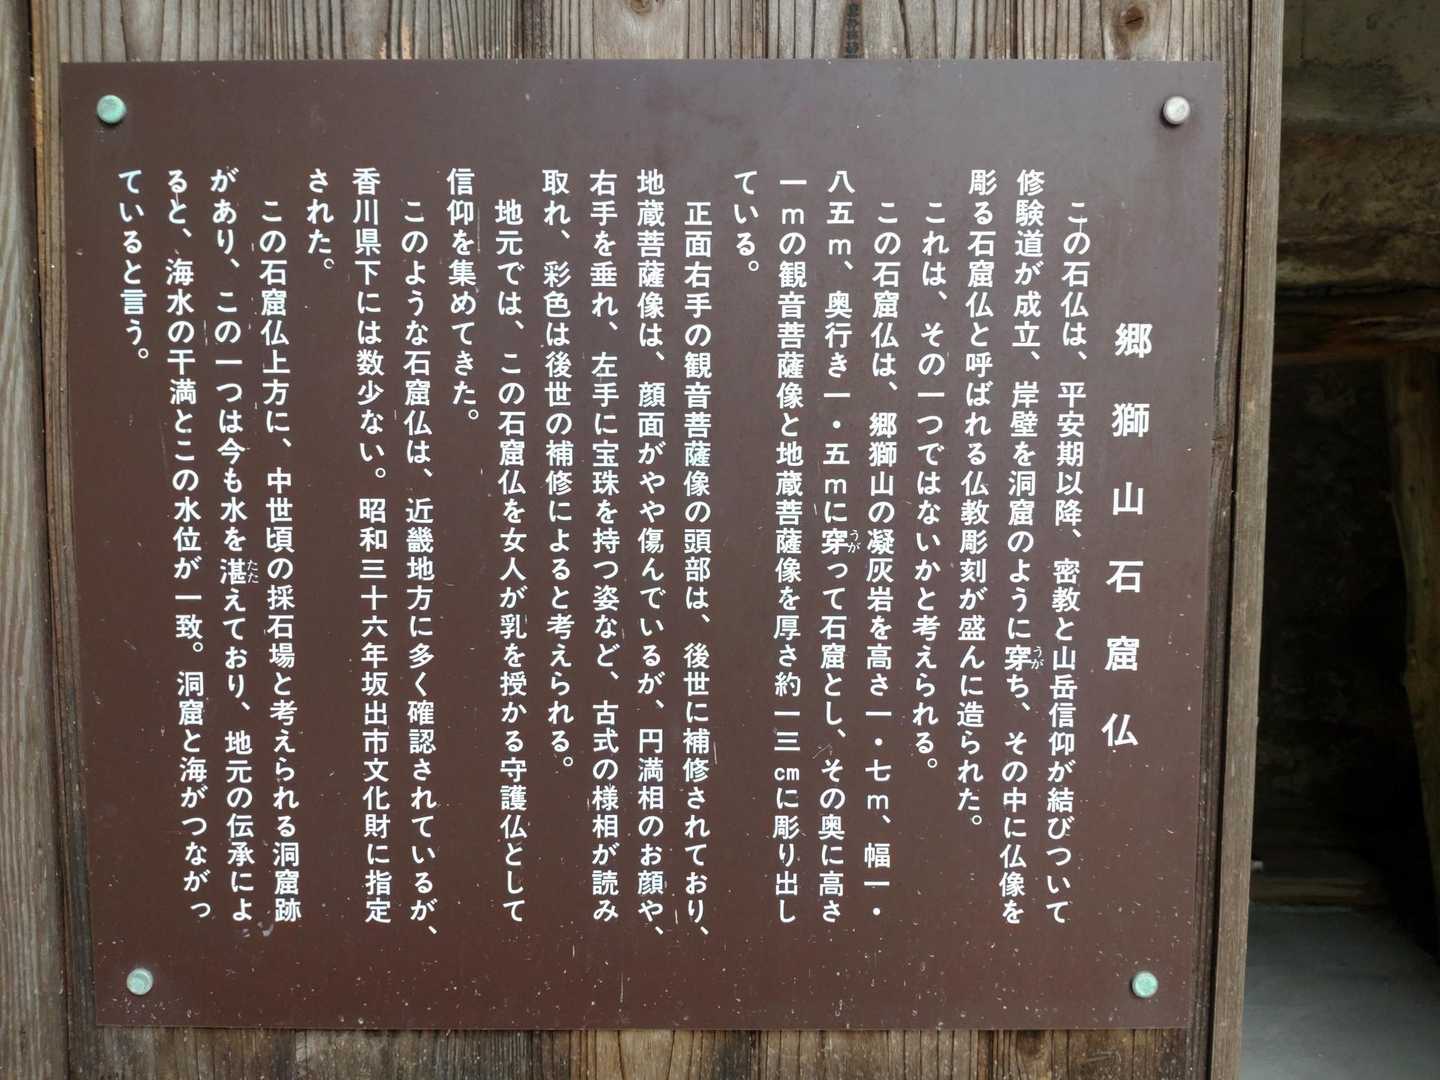 郷獅山石窟仏
この石仏は、平安期以降、密教と山岳信仰が結びついて
修験道が成立、岸壁を洞窟のように穿ち、その中に仏像を
彫る石窟仏と呼ばれる仏教彫刻が盛んに造られた。
これは、その一つではないかと考えられる。
この石窟仏は、郷獅山の凝灰岩を高さ一・七m、幅一・
八五m、奥行き一・五mに穿って石窟とし、その奥に高さ
一mの観音菩薩像と地蔵菩薩像を厚さ約一三㎝に彫り出し
ている。
正面右手の観音菩薩像の頭部は、後世に補修されており、
地蔵菩薩像は、顔面がやや傷んでいるが、円満相のお顔や、
右手を垂れ、左手に宝珠を持つ姿など、古式の様相が読み
取れ、彩色は後世の補修によると考えられる。
地元では、この石窟仏を女人が乳を授かる守護仏として
信仰を集めてきた。
このような石窟仏は、近畿地方に多く確認されているが、
香川県下には数少ない。昭和三十六年坂出市文化財に指定
された。
この石窟仏上方に、中世頃の採石場と考えられる洞窟跡
があり、この一つは今も水を湛えており、地元の伝承によ
ると、海水の干満とこの水位が一致。洞窟と海がつながっ
ていると言う。